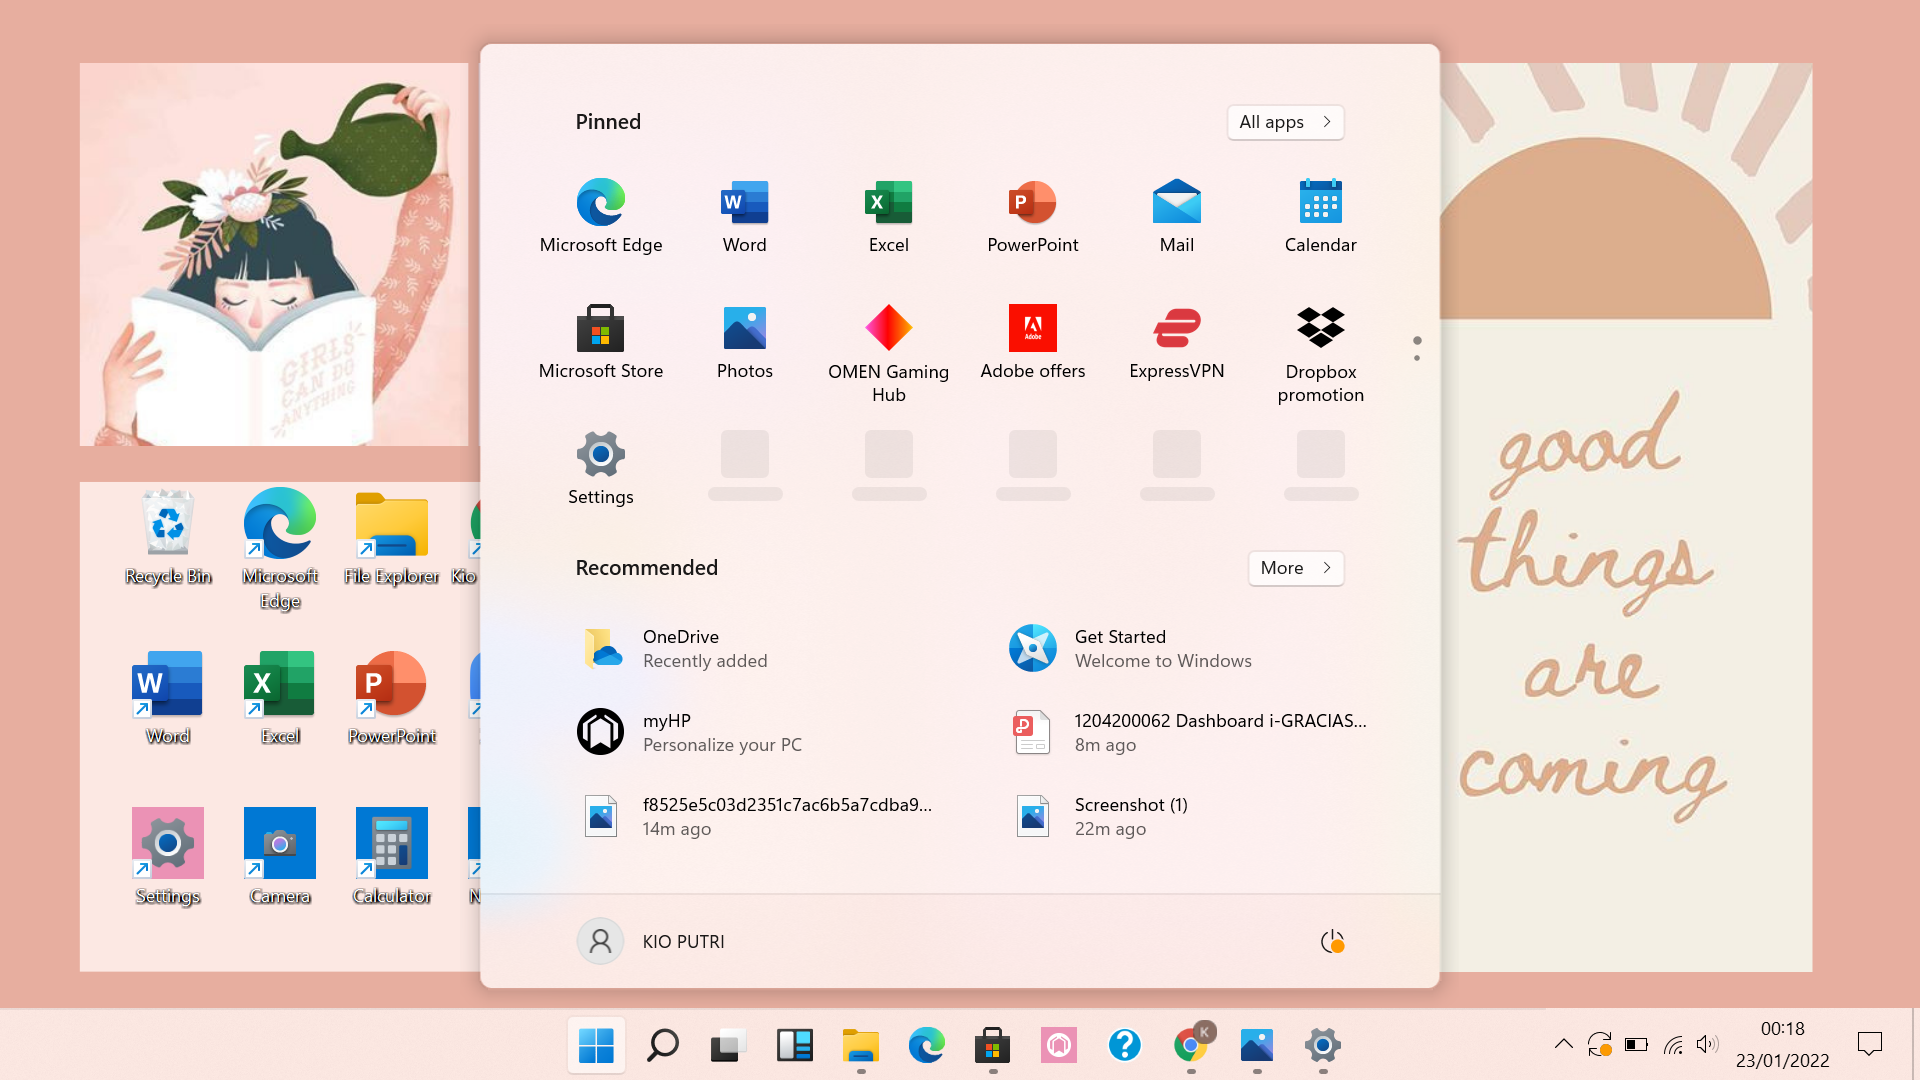 Pinned
All apps
Microsoft Edge
Word
Excel
PowerPoint
Mail
Calendar
Microsoft Store
Photos
OMEN Gaming
Hub
Adobe offers
ExpressVPN
Dropbox
promotion
Settings
Recommended
More
OneDrive
Recently added
Get Started
Welcome to Windows
myHP
Personalize your PC
1204200062 Dashboard i-GRACIAS...
8m ago
f8525e5c03d2351c7ac6b5a7cdba9...
14m ago
Screenshot (1)
22m ago
KIO PUTRI
GIRLS
CAN DO
ANYTHING
Recycle Bin
Microsoft
Edge
File Explorer
Kio
Word
Excel
PowerPoint
Settings
Camera
Calculator
N
good
things
are
coming
00:18
23/01/2022